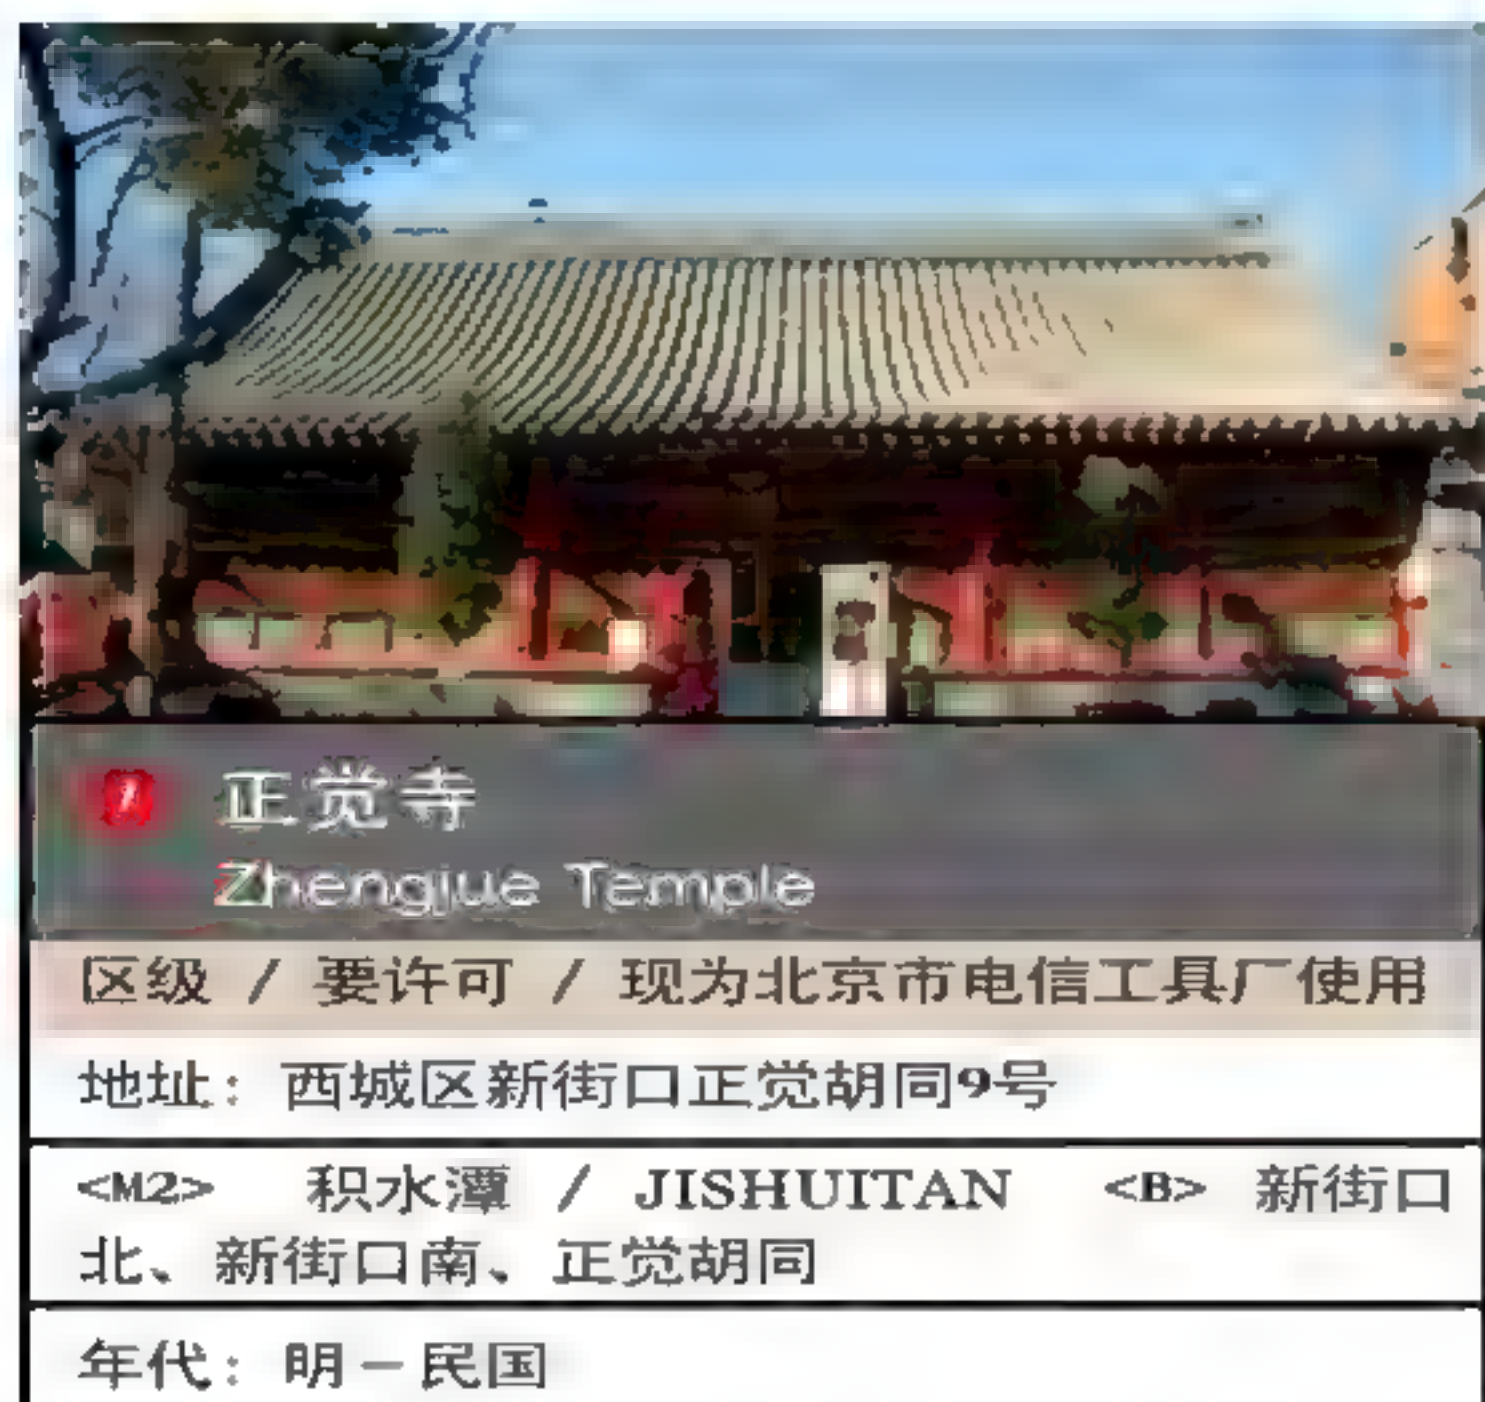 正觉寺
Zhengjue Temple
区级 / 要许可 / 现为北京市电信工具厂使用
地址：西城区新街口正觉胡同9号
<M2> 积水潭 / JISHUITAN <B> 新街口
北、新街口南、正觉胡同
年代：明－民国